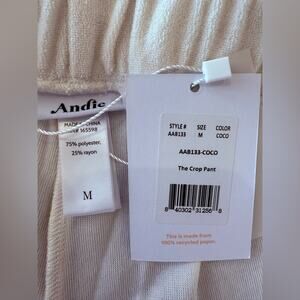 Andie
MADE IN CHINA
RN# 165598
75% polyester,
25% rayon
M
STYLE # SIZE COLOR
AAB133 M COCO
AAB133-COCO
The Crop Pant
8 40302 31256 8
This is made from
100% recycled paper.